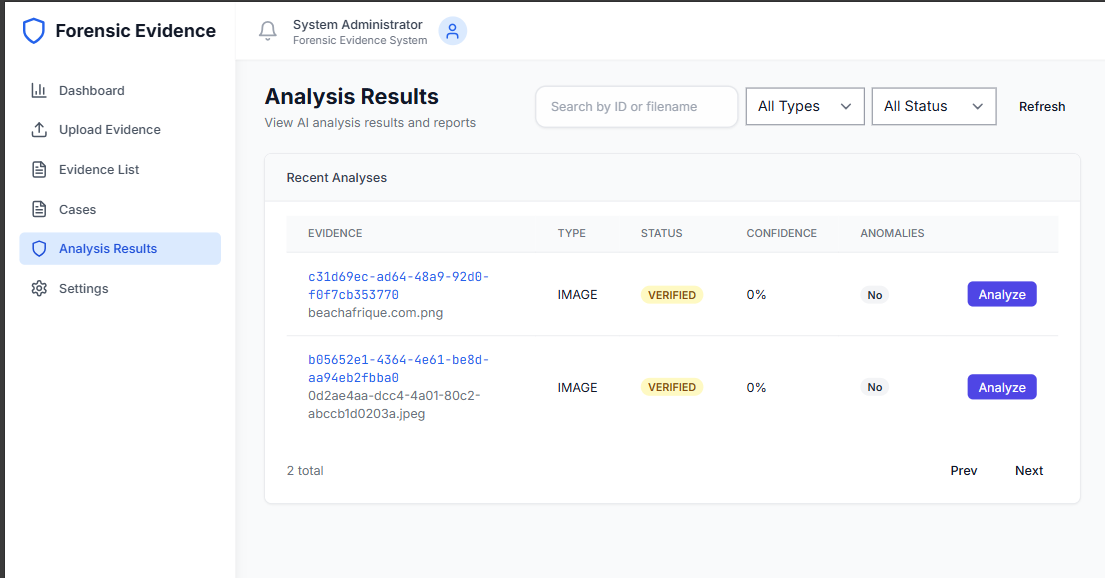 Forensic Evidence
System Administrator
Forensic Evidence System
Dashboard
Upload Evidence
Evidence List
Cases
Analysis Results
Settings
Analysis Results
View AI analysis results and reports
Search by ID or filename
All Types
All Status
Refresh
Recent Analyses
EVIDENCE TYPE STATUS CONFIDENCE ANOMALIES
c31d69ec-ad64-48a9-92d0-
f0f7cb353770
beachafrique.com.png
IMAGE VERIFIED 0% No Analyze
b05652e1-4364-4e61-be8d-
aa94eb2fbba0
0d2ae4aa-dcc4-4a01-80c2-
abccb1d0203a.jpeg
IMAGE VERIFIED 0% No Analyze
2 total
Prev Next